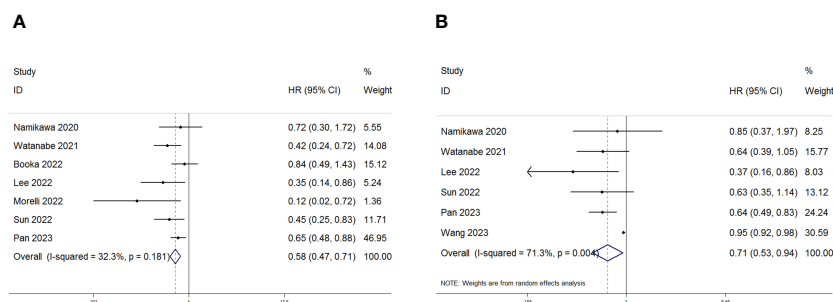 A
Study %
ID HR (95% CI) Weight
Namikawa 2020 0.72 (0.30, 1.72) 5.55
Watanabe 2021 0.42 (0.24, 0.72) 14.08
Booka 2022 0.84 (0.49, 1.43) 15.12
Lee 2022 0.35 (0.14, 0.86) 5.24
Morelli 2022 0.12 (0.02, 0.72) 1.36
Sun 2022 0.45 (0.25, 0.83) 11.71
Pan 2023 0.65 (0.48, 0.88) 46.95
Overall (I-squared = 32.3%, p = 0.181) 0.58 (0.47, 0.71) 100.00
B
Study %
ID HR (95% CI) Weight
Namikawa 2020 0.85 (0.37, 1.97) 8.25
Watanabe 2021 0.64 (0.39, 1.05) 15.77
Lee 2022 0.37 (0.16, 0.86) 8.03
Sun 2022 0.63 (0.35, 1.14) 13.12
Pan 2023 0.64 (0.49, 0.83) 24.24
Wang 2023 0.95 (0.92, 0.98) 30.59
Overall (I-squared = 71.3%, p = 0.004) 0.71 (0.53, 0.94) 100.00
NOTE: Weights are from random effects analysis